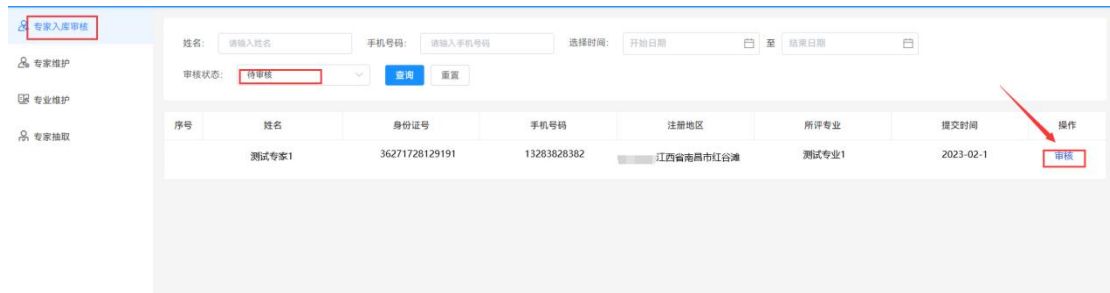 专家入库审核
专家维护
专业维护
专家抽取
姓名: 请输入姓名 手机号码: 请输入手机号码 选择时间: 开始日期 至 结束日期
审核状态: 待审核 查询 重置
序号 姓名 身份证号 手机号码 注册地区 所评专业 提交时间 操作
测试专家1 36271728129191 13283828382 江西省南昌市红谷滩 测试专业1 2023-02-1 审核